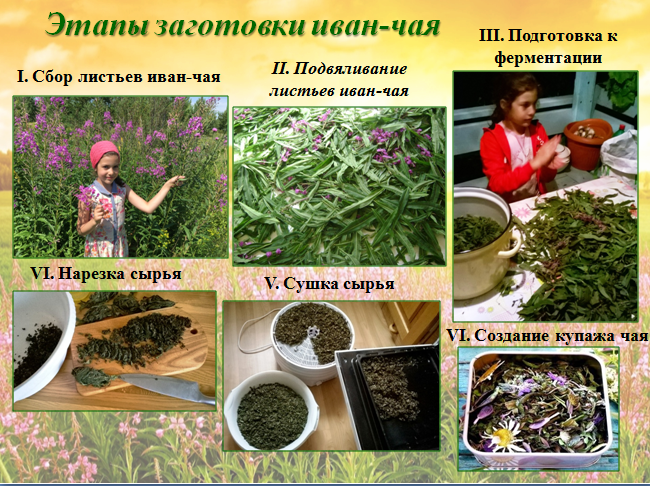 Этапы заготовки иван-чая
I. Сбор листьев иван-чая
II. Подвяливание
листьев иван-чая
III. Подготовка к
ферментации
VI. Нарезка сырья
V. Сушка сырья
VI. Создание купажа чая